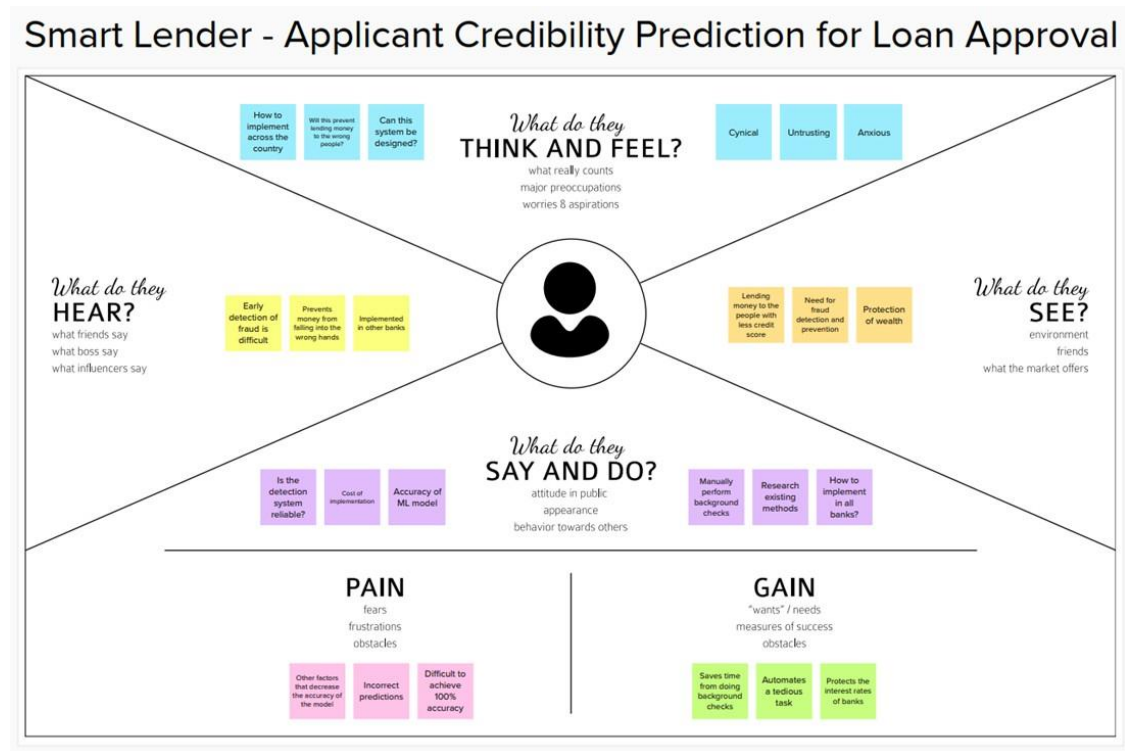 Smart Lender - Applicant Credibility Prediction for Loan Approval
How to
implement
across the
country
Will this prevent
lending money
to the wrong
people?
Can this
system be
designed?
What do they
THINK AND FEEL?
what really counts
major preoccupations
worries & aspirations
Cynical
Untrusting
Anxious
What do they
HEAR?
what friends say
what boss say
what influencers say
Early
detection of
fraud is
difficult
Prevents
money from
falling into the
wrong hands
Implemented
in other banks
Lending
money to the
people with
less credit
score
Need for
fraud
detection and
prevention
Protection
of wealth
What do they
SEE?
environment
friends
what the market offers
Is the
detection
system
reliable?
Cost of
implementation
Accuracy of
ML model
What do they
SAY AND DO?
attitude in public
appearance
behavior towards others
Manually
perform
background
checks
Research
existing
methods
How to
implement
in all
banks?
PAIN
fears
frustrations
obstacles
Other factors
that decrease
the accuracy of
the model
Incorrect
predictions
Difficult to
achieve
100%
accuracy
GAIN
"wants" / needs
measures of success
obstacles
Saves time
from doing
background
checks
Automates
a tedious
task
Protects the
interest rates
of banks